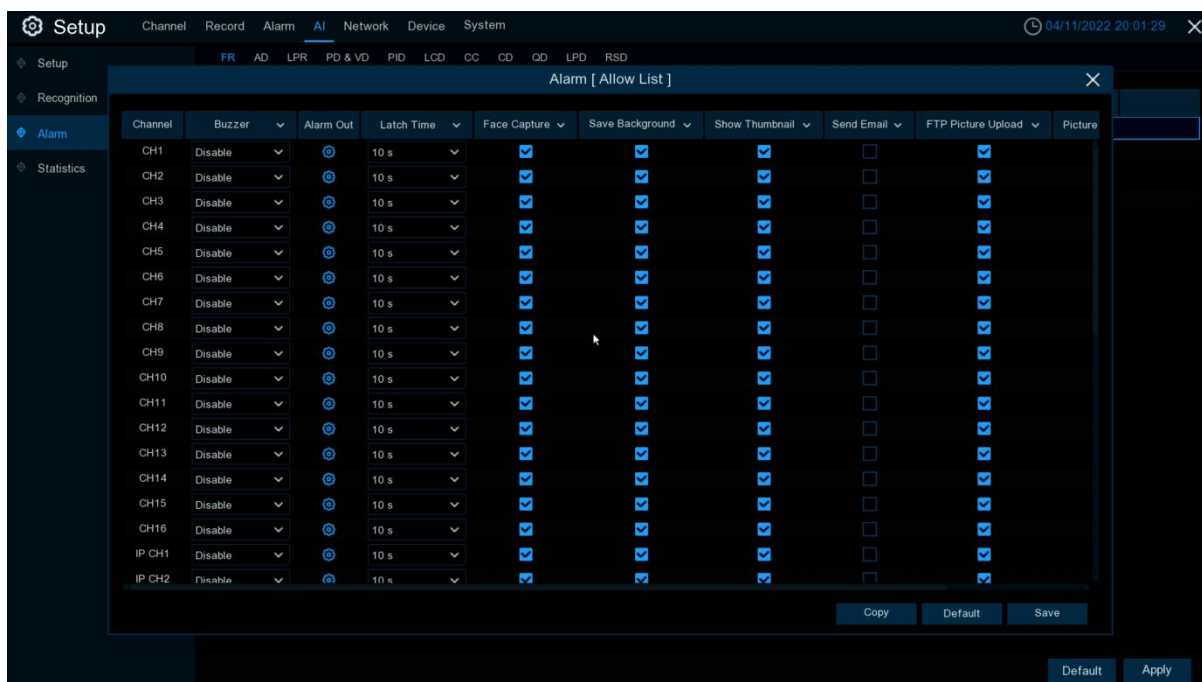 Setup Channel Record Alarm AI Network Device System 04/11/2022 20:01:29
Setup FR AD LPR PD & VD PID LCD CC CD QD LPD RSD
Alarm [ Allow List ]
Recognition
Alarm
Statistics
Channel Buzzer Alarm Out Latch Time Face Capture Save Background Show Thumbnail Send Email FTP Picture Upload Picture
CH1 Disable 10 s
CH2 Disable 10 s
CH3 Disable 10 s
CH4 Disable 10 s
CH5 Disable 10 s
CH6 Disable 10 s
CH7 Disable 10 s
CH8 Disable 10 s
CH9 Disable 10 s
CH10 Disable 10 s
CH11 Disable 10 s
CH12 Disable 10 s
CH13 Disable 10 s
CH14 Disable 10 s
CH15 Disable 10 s
CH16 Disable 10 s
IP CH1 Disable 10 s
IP CH2 Disable 10 s
Copy Default Save
Default Apply